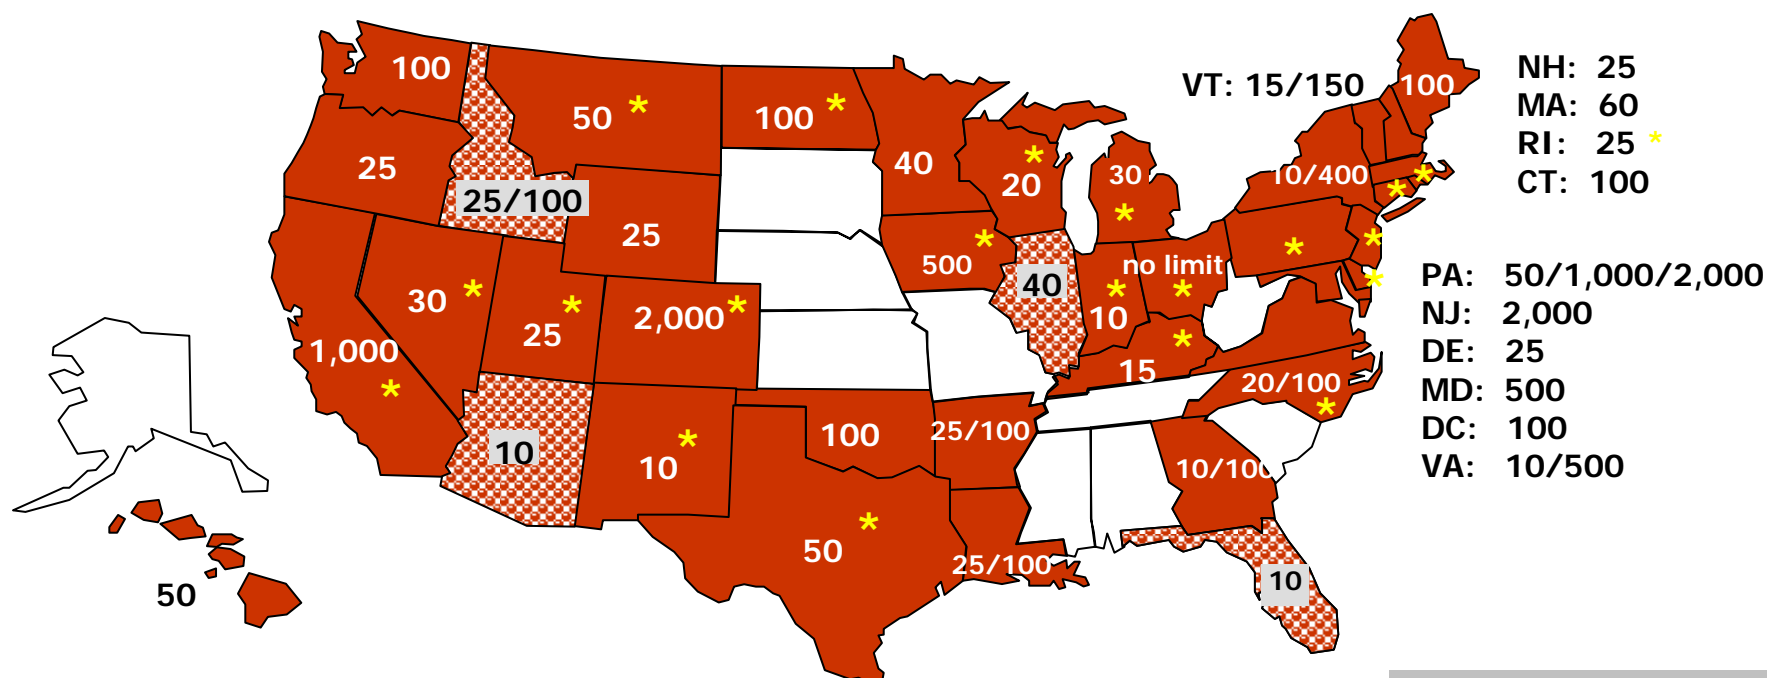 100
50 *
100 *
VT: 15/150
100
NH: 25
MA: 60
RI: 25 *
CT: 100
25
25/100
40
20 *
30 *
10/400
* *
25
500 *
40
10 *
no limit *
*
*
*
PA: 50/1,000/2,000
NJ: 2,000
DE: 25
MD: 500
DC: 100
VA: 10/500
1,000 *
30 *
25 *
2,000 *
15 *
20/100 *
10
10 *
100
25/100
10/100
50 *
25/100
10
50